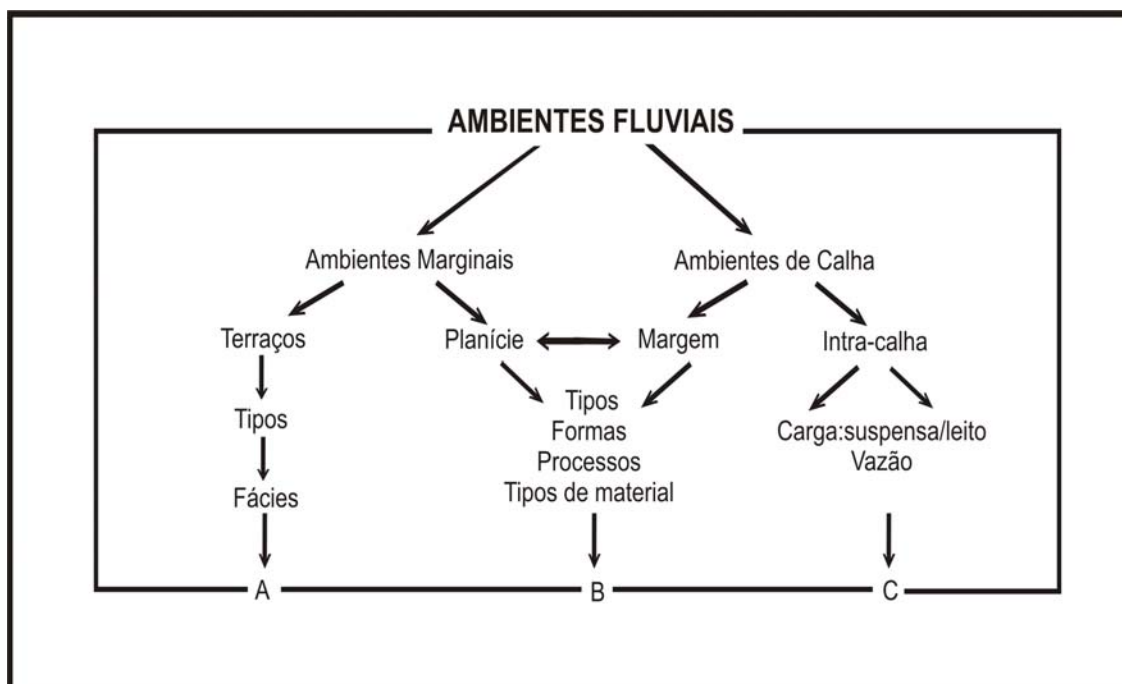 AMBIENTES FLUVIAIS
Ambientes Marginais
Ambientes de Calha
Terraços
Planície
Margem
Intra-calha
Tipos
Fácies
Tipos
Formas
Processos
Tipos de material
Carga:suspensa/leito
Vazão
A
B
C